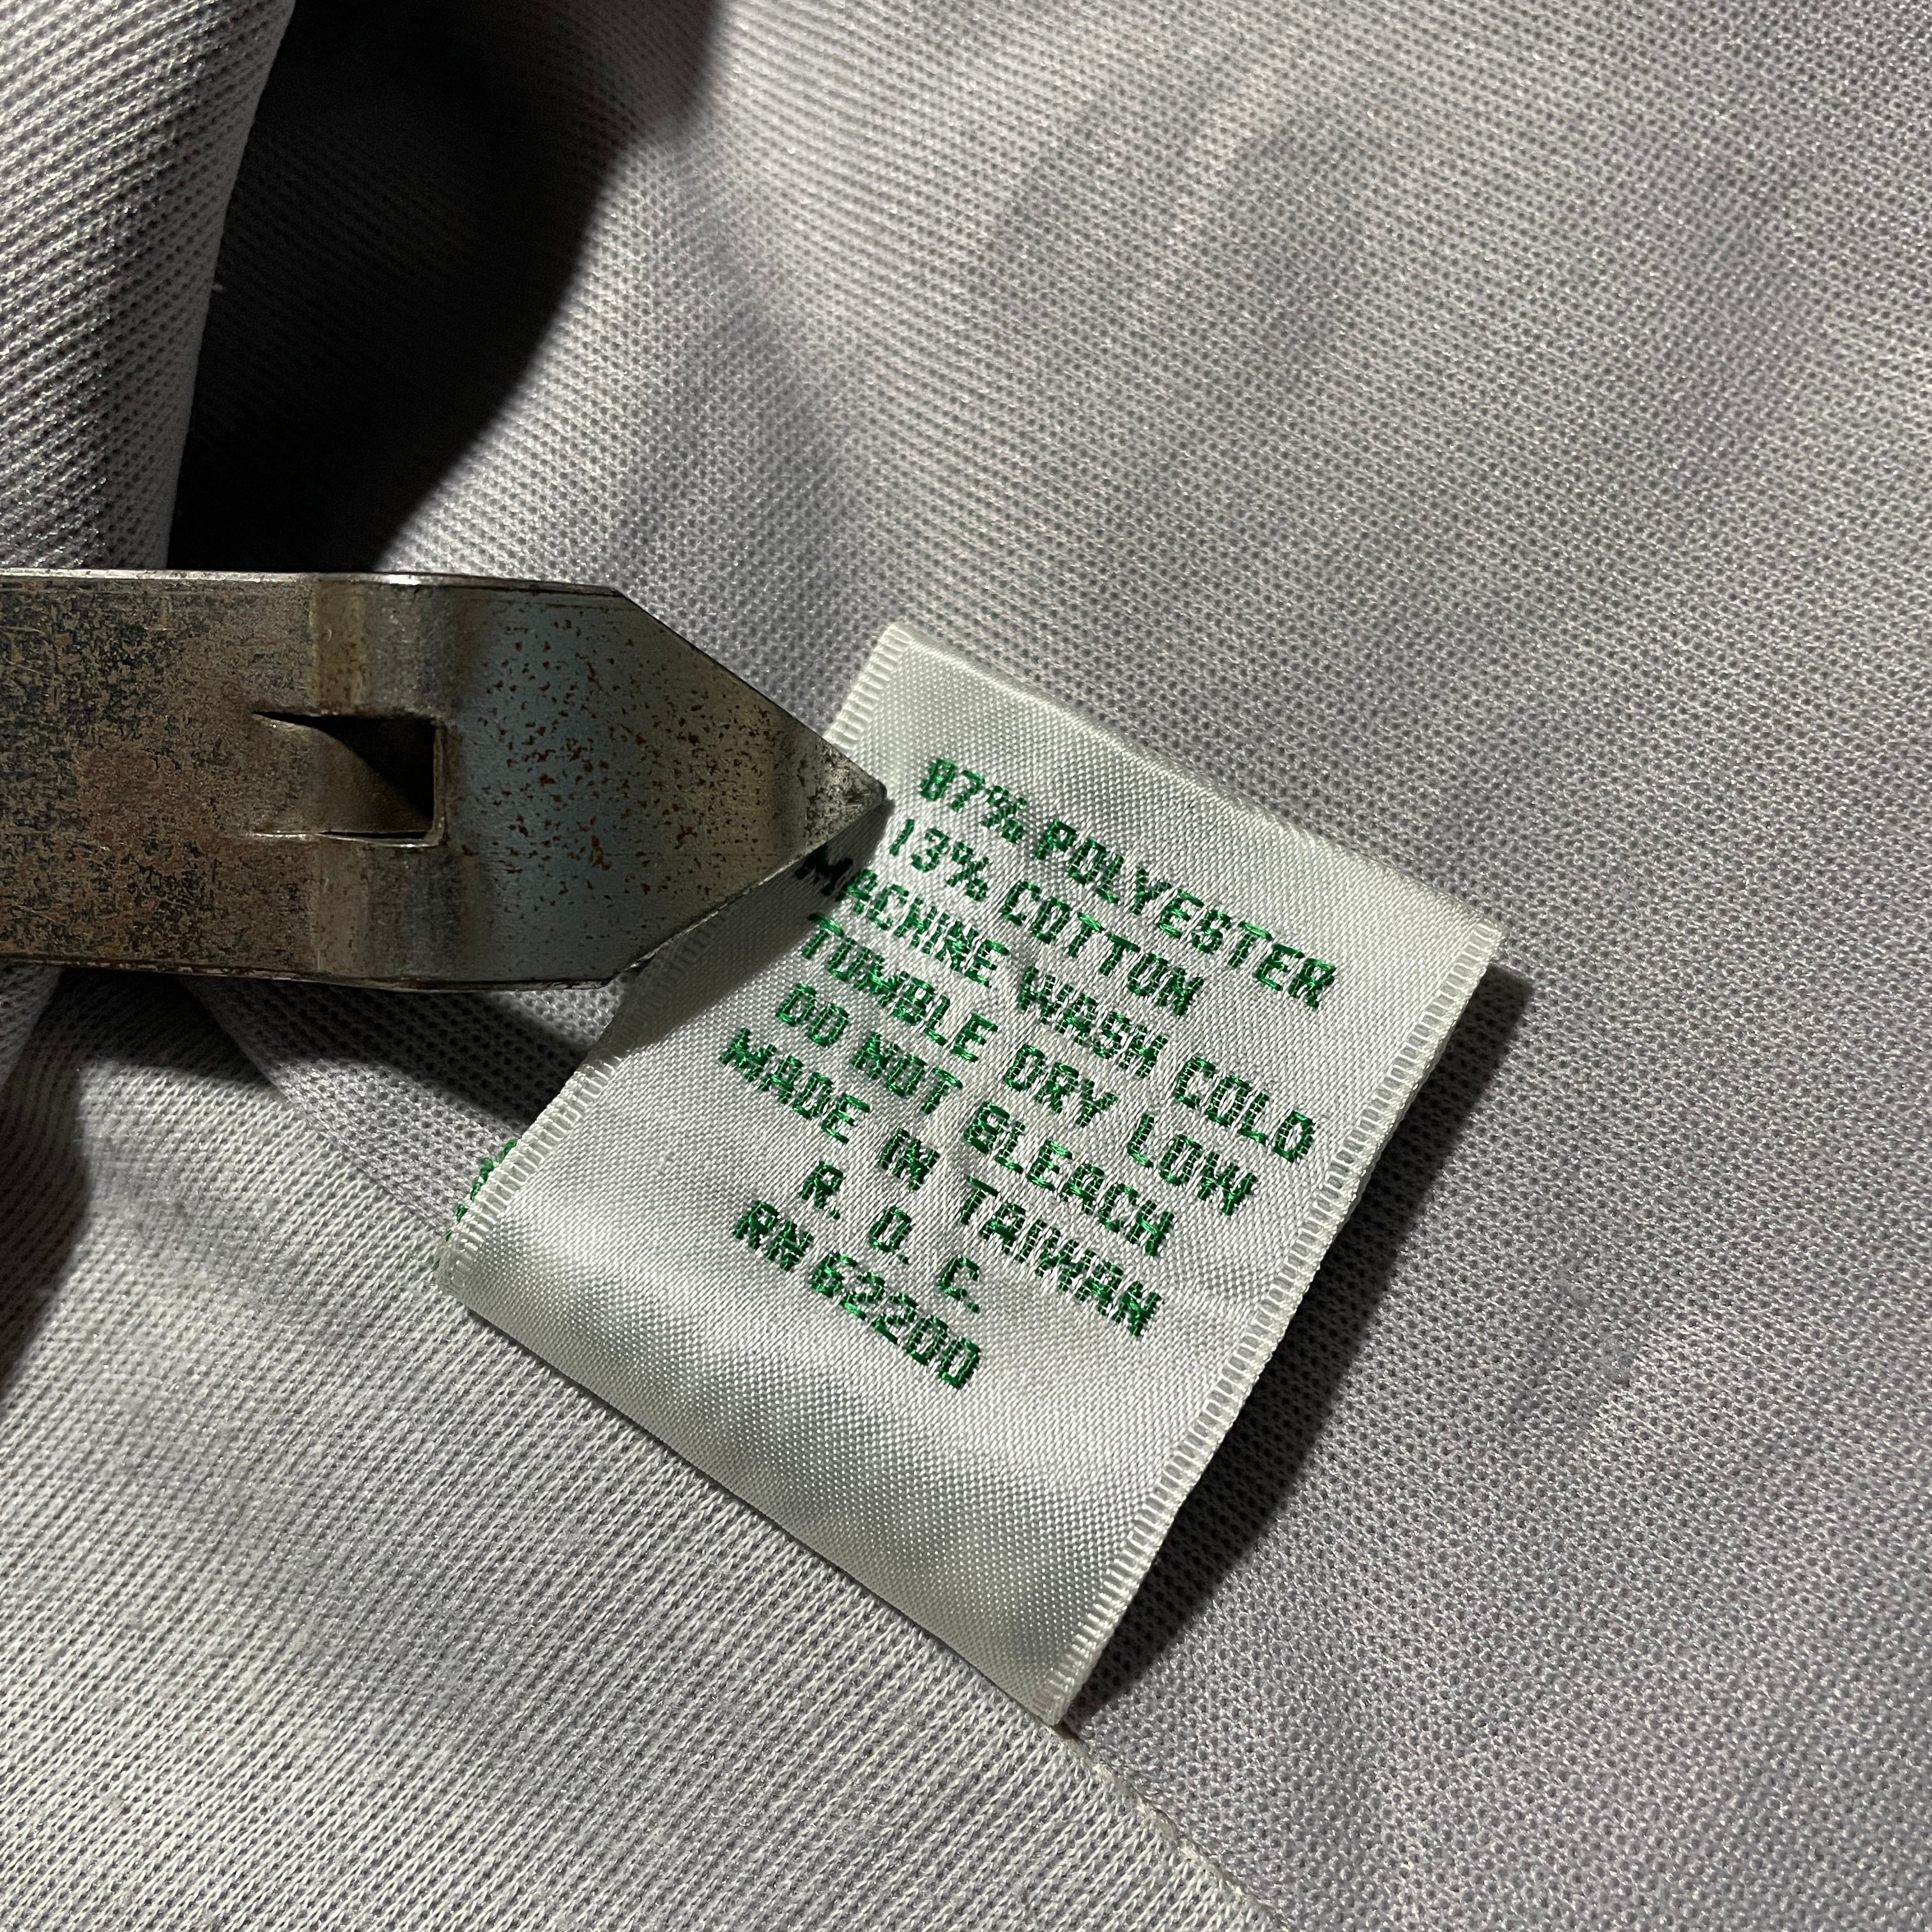 87% POLYESTER
13% COTTON
MACHINE WASH COLD
TUMBLE DRY LOW
DO NOT BLEACH
MADE IN TAIWAN
R. O. C.
RN 62200